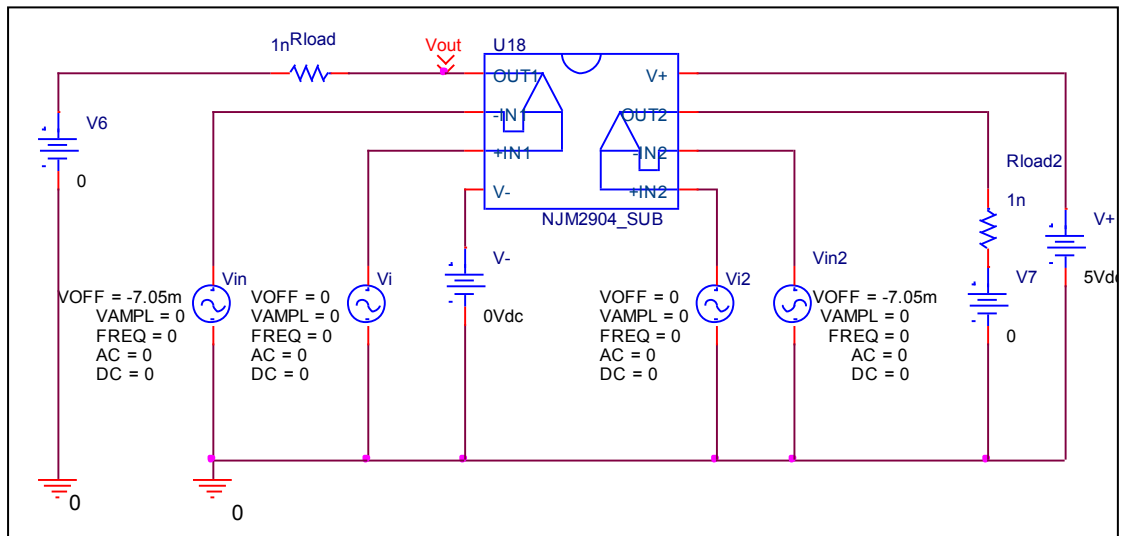 1n
Rload
Vout
U18
OUT1
-IN1
+IN1
V-
V+
OUT2
-IN2
+IN2
NJM2904_SUB
V6
0
Rload2
1n
V+
5Vdc
V7
0
V-
0Vdc
Vin
VOFF = -7.05m
VAMPL = 0
FREQ = 0
AC = 0
DC = 0
Vi
VOFF = 0
VAMPL = 0
FREQ = 0
AC = 0
DC = 0
Vi2
VOFF = 0
VAMPL = 0
FREQ = 0
AC = 0
DC = 0
Vin2
VOFF = -7.05m
VAMPL = 0
FREQ = 0
AC = 0
DC = 0
0
0